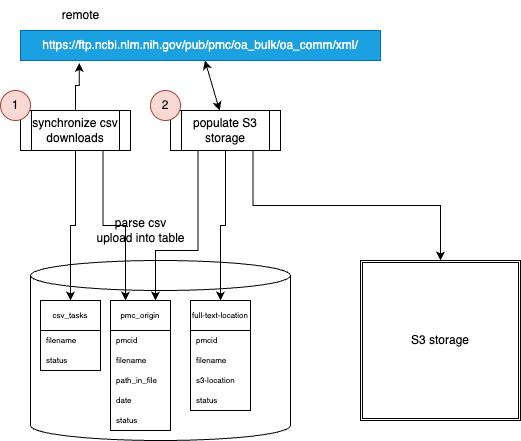 remote
https://ftp.ncbi.nlm.nih.gov/pub/pmc/oa_bulk/oa_comm/xml/
1
synchronize csv
downloads
2
populate S3
storage
parse csv
upload into table
csv_tasks
filename
status
pmc_origin
pmcid
filename
path_in_file
date
status
full-text-location
pmcid
filename
s3-location
status
S3 storage